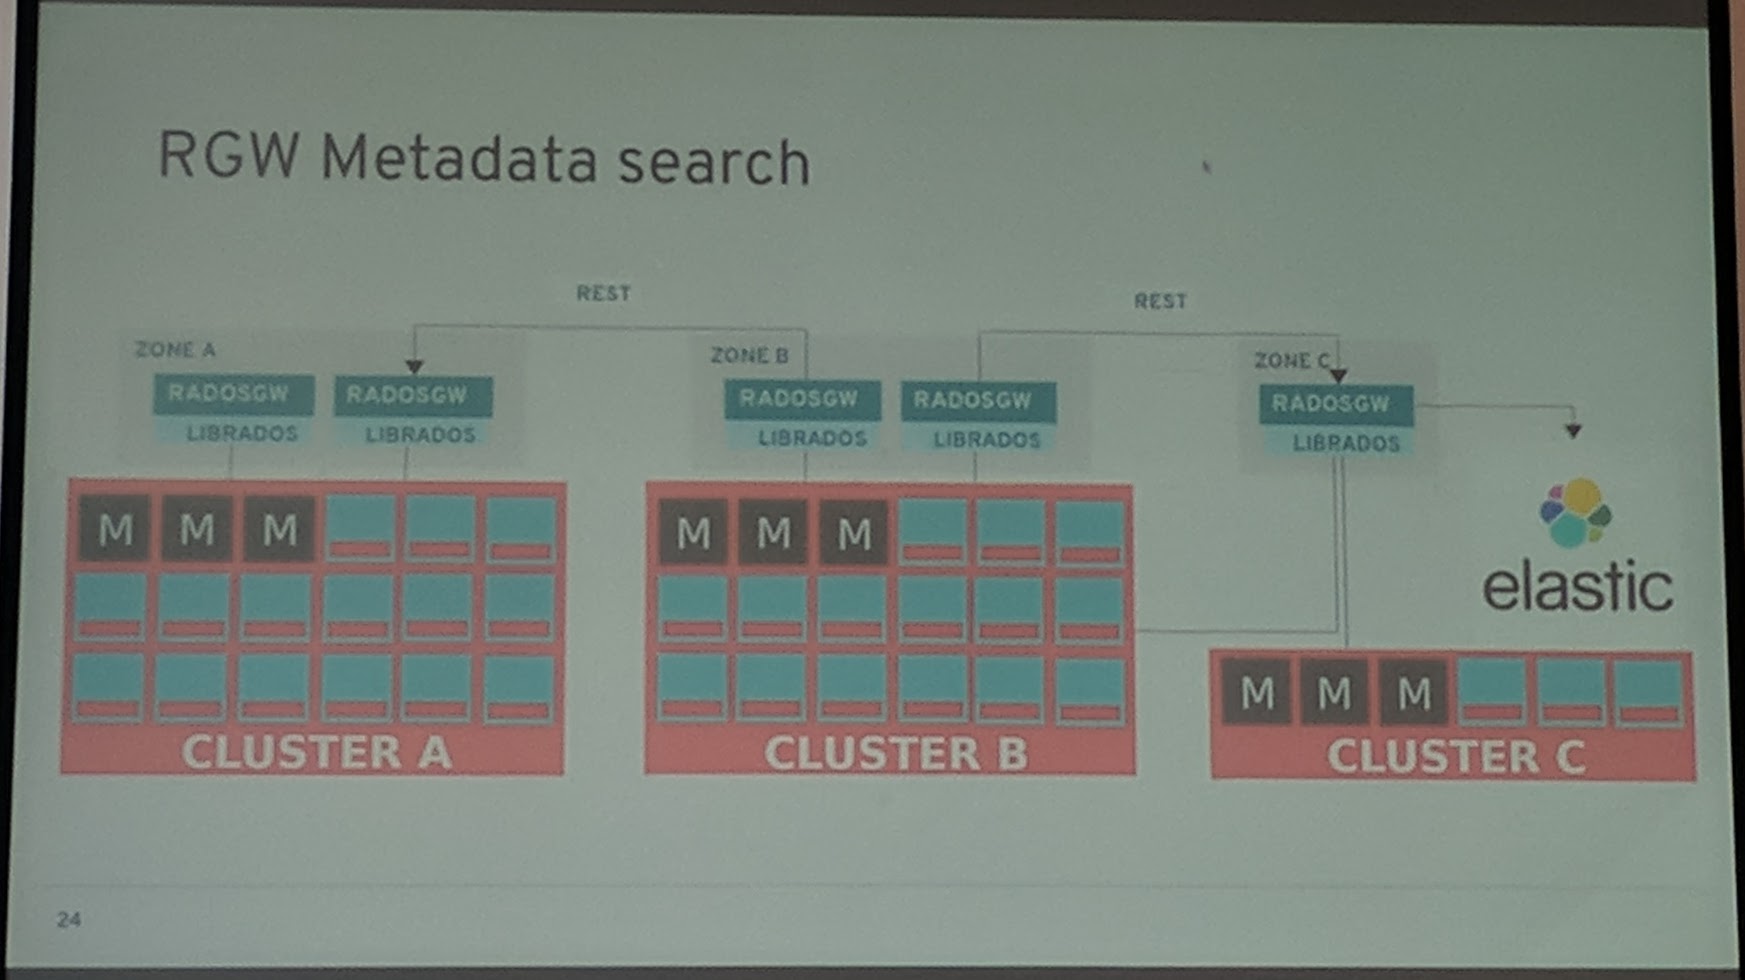 RGW Metadata search
REST
REST
ZONE A
ZONE B
ZONE C
RADOSGW
RADOSGW
RADOSGW
RADOSGW
RADOSGW
LIBRADOS
LIBRADOS
LIBRADOS
LIBRADOS
LIBRADOS
M M M
M M M
elastic
M M M
CLUSTER A
CLUSTER B
CLUSTER C
24